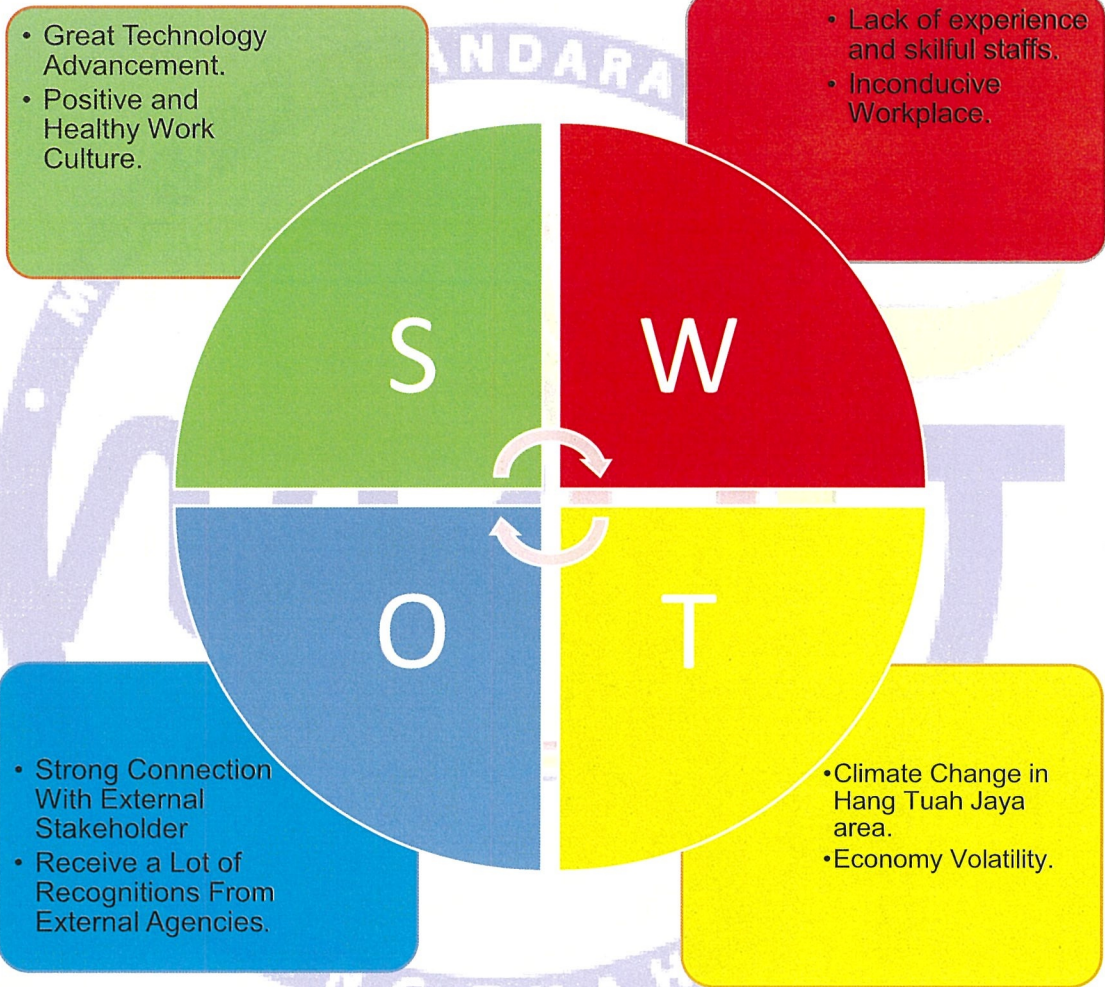 • Great Technology
Advancement.
• Positive and
Healthy Work
Culture.
• Lack of experience
and skilful staffs.
• Inconducive
Workplace.
ANDARA
S
W
O
T
• Strong Connection
With External
Stakeholder
• Receive a Lot of
Recognitions From
External Agencies.
•Climate Change in
Hang Tuah Jaya
area.
•Economy Volatility.